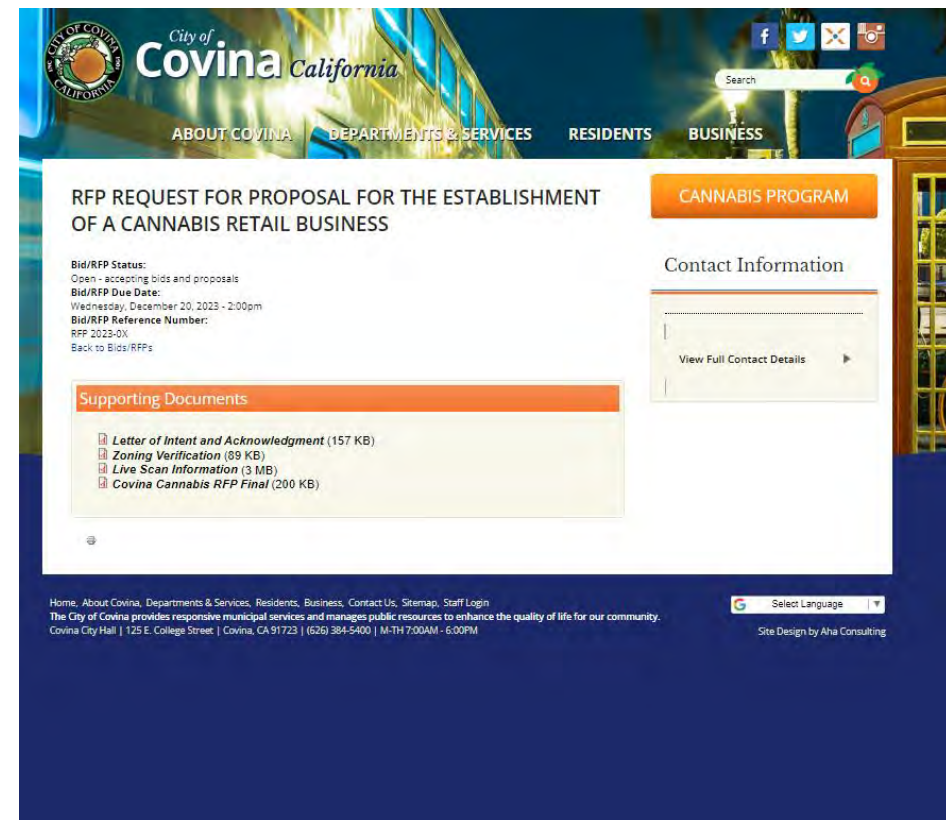 CITY OF COVINA
INC 1901
CALIFORNIA
City of
Covina California
Search
ABOUT COVINA DEPARTMENTS & SERVICES RESIDENTS BUSINESS
RFP REQUEST FOR PROPOSAL FOR THE ESTABLISHMENT
OF A CANNABIS RETAIL BUSINESS
Bid/RFP Status:
Open - accepting bids and proposals
Bid/RFP Due Date:
Wednesday, December 20, 2023 - 2:00pm
Bid/RFP Reference Number:
RFP 2023-0X
Back to Bids/RFPs
Supporting Documents
Letter of Intent and Acknowledgment (157 KB)
Zoning Verification (89 KB)
Live Scan Information (3 MB)
Covina Cannabis RFP Final (200 KB)
CANNABIS PROGRAM
Contact Information
View Full Contact Details
Home, About Covina, Departments & Services, Residents, Business, Contact Us, Sitemap, Staff Login
The City of Covina provides responsive municipal services and manages public resources to enhance the quality of life for our community.
Covina City Hall | 125 E. College Street | Covina, CA 91723 | (626) 384-5400 | M-TH 7:00AM - 6:00PM
Select Language
Site Design by Aha Consulting